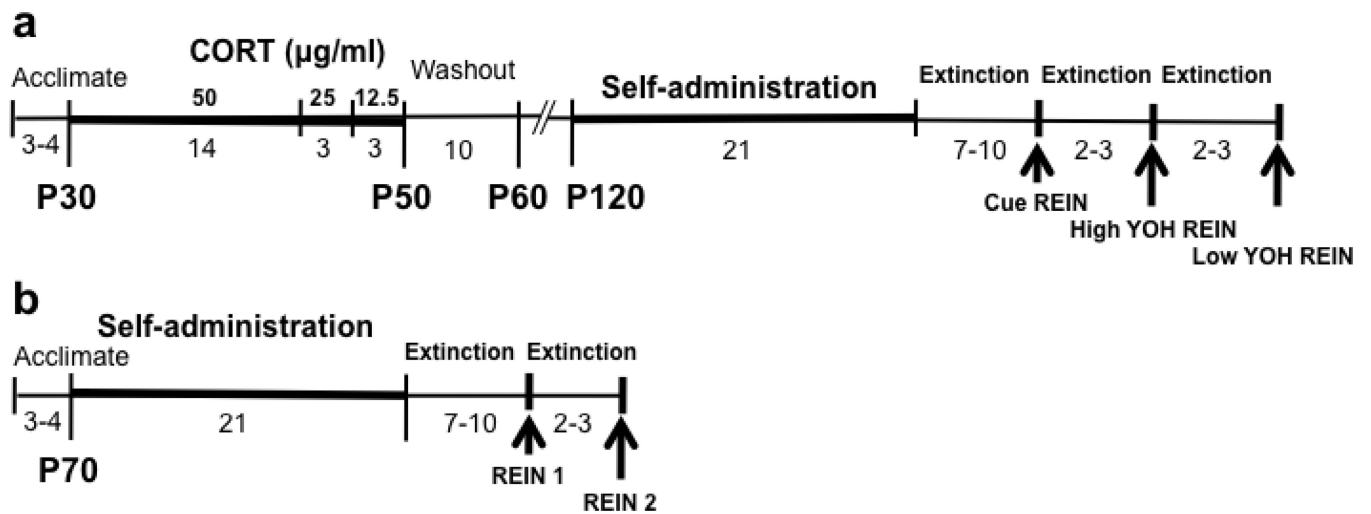 a
CORT (µg/ml)
Acclimate
Washout
Self-administration
Extinction Extinction Extinction
50 25 12.5
3-4 14 3 3 10 21 7-10 2-3 2-3
P30 P50 P60 P120
Cue REIN
High YOH REIN
Low YOH REIN
b
Self-administration
Acclimate
Extinction Extinction
3-4 21 7-10 2-3
P70
REIN 1
REIN 2